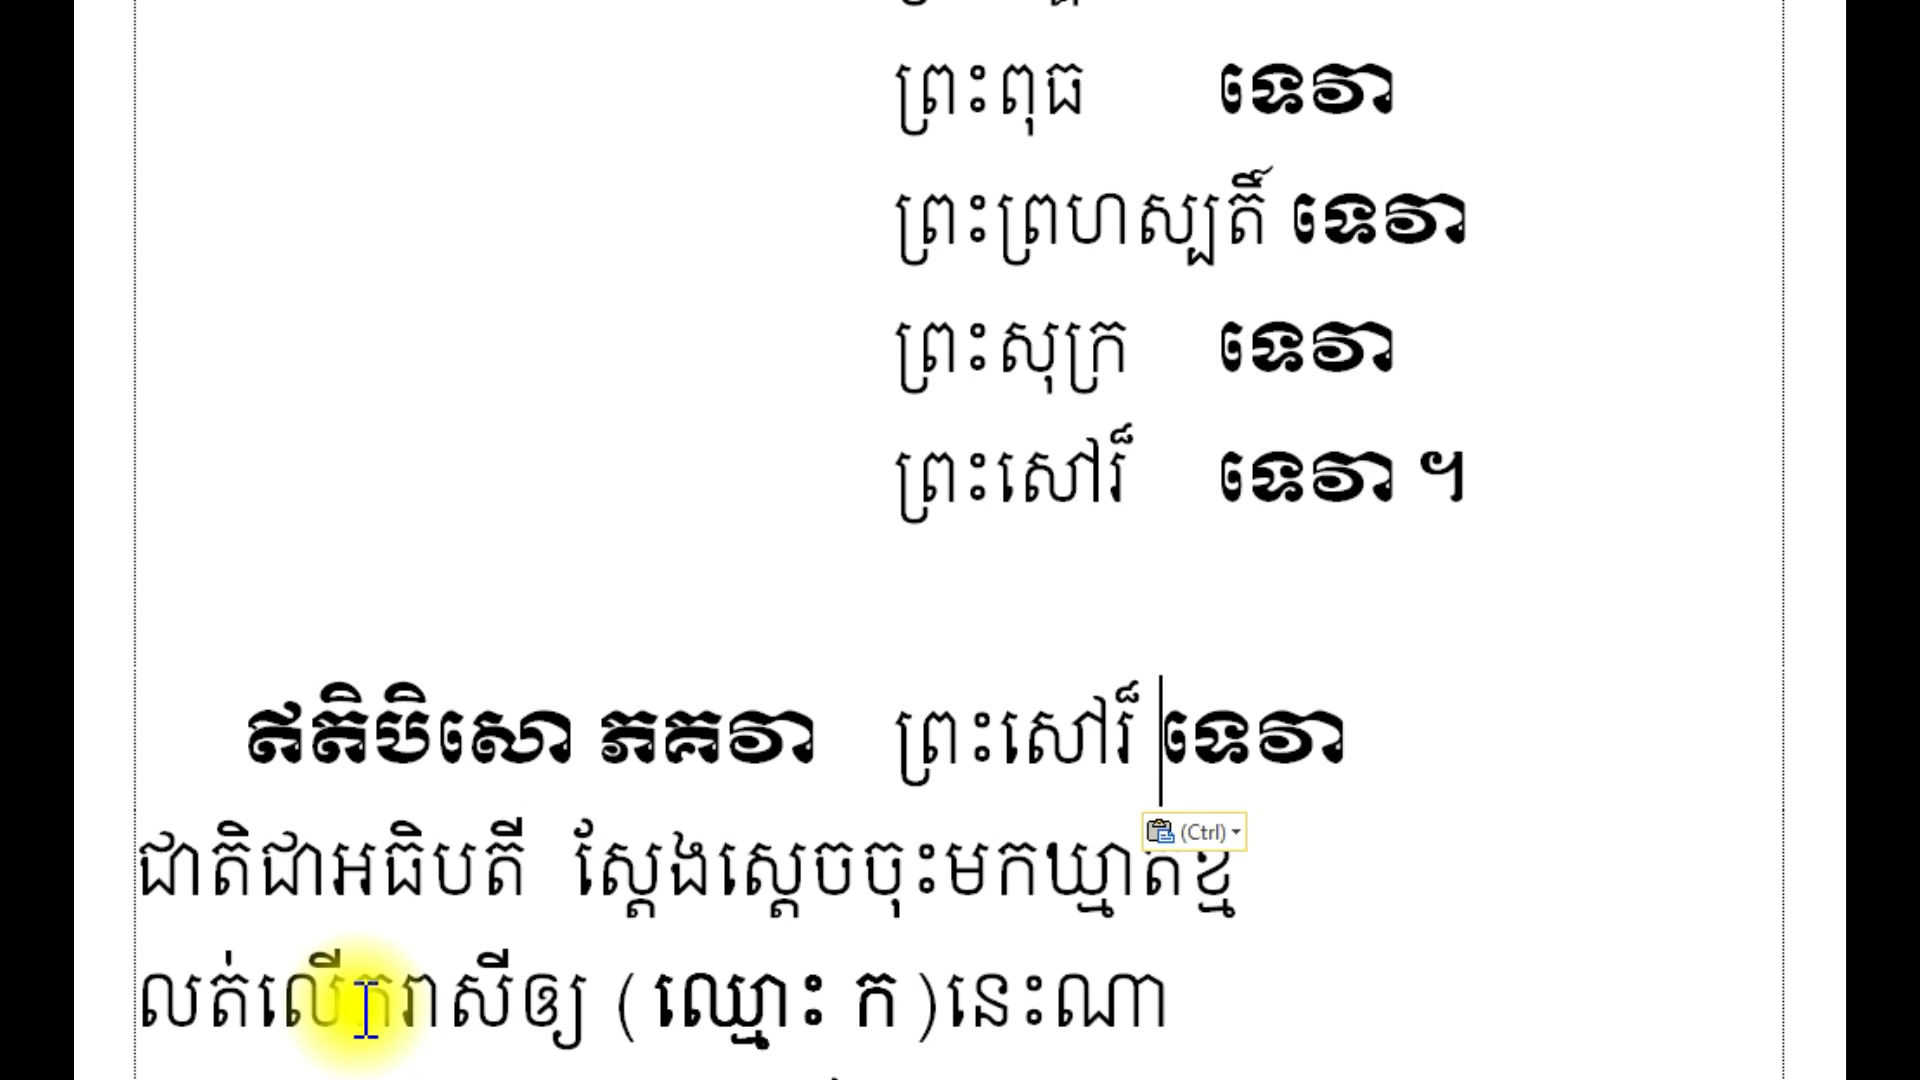 ព្រះពុធ ទេវា
ព្រះព្រហស្បតិ៍ ទេវា
ព្រះសុក្រ ទេវា
ព្រះសៅរ៏ ទេវា ។
ឥតិបិសោ ភគវា ព្រះសៅរ៏ ទេវា
(Ctrl)
ជាតិជាអធិបតី ស្ដែងស្ដេចចុះមកឃ្មាតខ្មី
លត់លើករាសីឲ្យ ( ឈ្មោះ ក )នេះណា